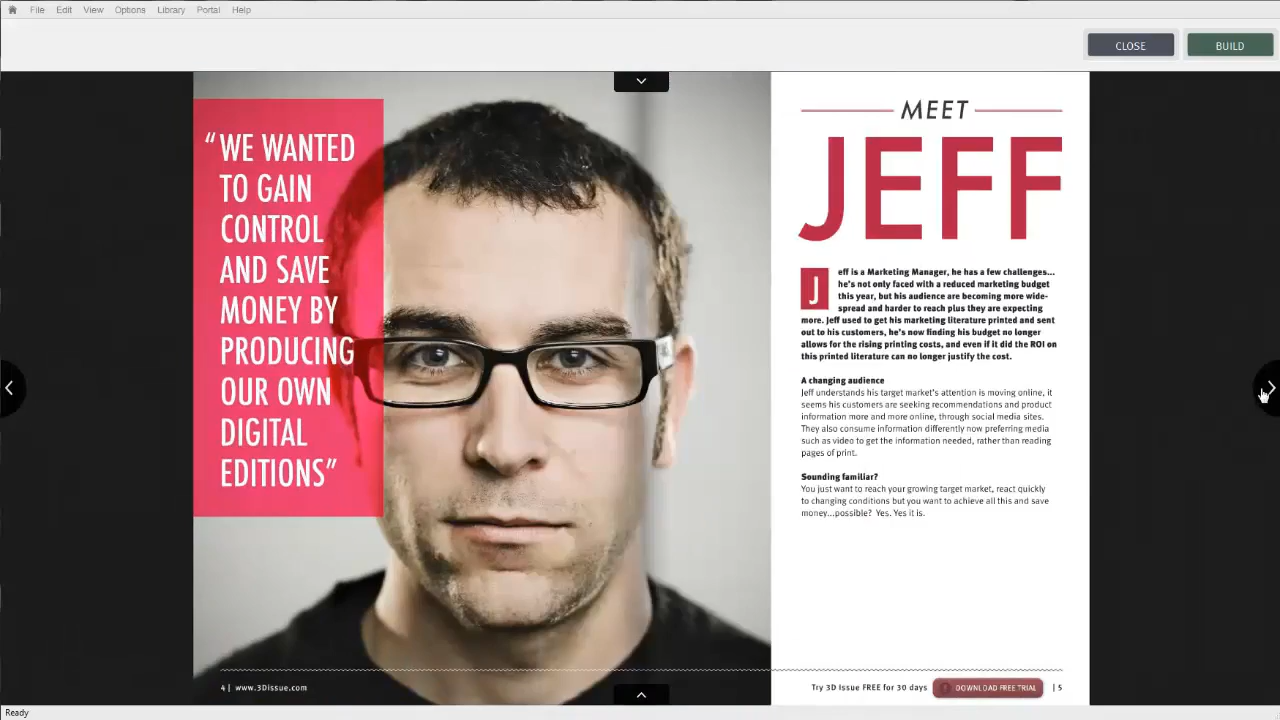 File Edit View Options Library Portal Help
CLOSE BUILD
“WE WANTED
TO GAIN
CONTROL
AND SAVE
MONEY BY
PRODUCING
OUR OWN
DIGITAL
EDITIONS”
4 | www.3Dissue.com
MEET
JEFF
Jeff is a Marketing Manager, he has a few challenges...
he's not only faced with a reduced marketing budget
this year, but his audience are becoming more wide-
spread and harder to reach plus they are expecting
more. Jeff used to get his marketing literature printed and sent
out to his customers, he's now finding his budget no longer
allows for the rising printing costs, and even if it did the ROI on
this printed literature can no longer justify the cost.
A changing audience
Jeff understands his target market's attention is moving online, it
seems his customers are seeking recommendations and product
information more and more online, through social media sites.
They also consume information differently now preferring media
such as video to get the information needed, rather than reading
pages of print.
Sounding familiar?
You just want to reach your growing target market, react quickly
to changing conditions but you want to achieve all this and save
money...possible? Yes. Yes it is.
Try 3D Issue FREE for 30 days DOWNLOAD FREE TRIAL | 5
Ready